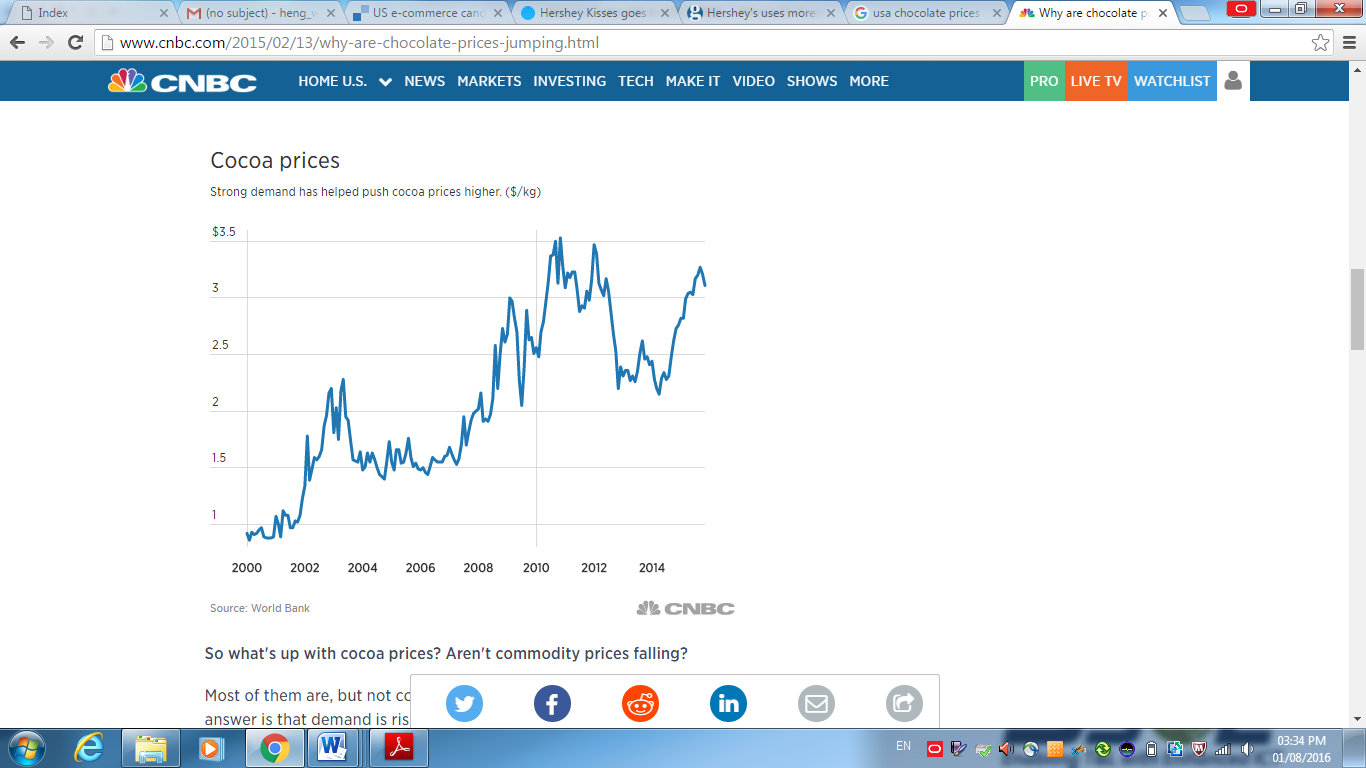 Index
(no subject) - heng_
US e-commerce can
Hershey Kisses goes
Hershey's uses more
usa chocolate prices
Why are chocolate p
www.cnbc.com/2015/02/13/why-are-chocolate-prices-jumping.html
CNBC
HOME U.S. NEWS MARKETS INVESTING TECH MAKE IT VIDEO SHOWS MORE
PRO LIVE TV WATCHLIST
Cocoa prices
Strong demand has helped push cocoa prices higher. ($/kg)
$3.5
3
2.5
2
1.5
1
2000 2002 2004 2006 2008 2010 2012 2014
Source: World Bank
CNBC
So what's up with cocoa prices? Aren't commodity prices falling?
Most of them are, but not co
answer is that demand is ris
EN
03:34 PM
01/08/2016